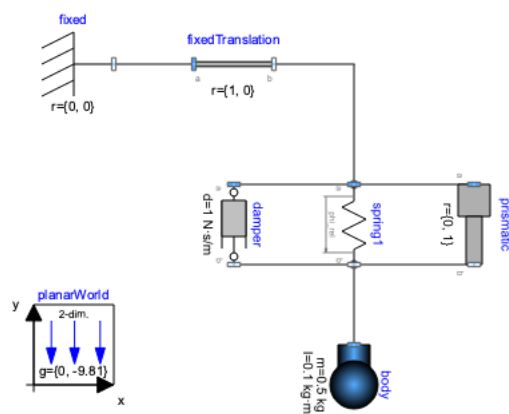 fixed
fixedTranslation
a
b
r={0, 0}
r={1, 0}
a
a
a
d=1 N·s/m
damper
phi_rel
spring1
r={0, 1}
prismatic
b
b
b
planarWorld
y
2-dim.
g={0, -9.81}
x
m=0.5 kg
I=0.1 kg·m
body